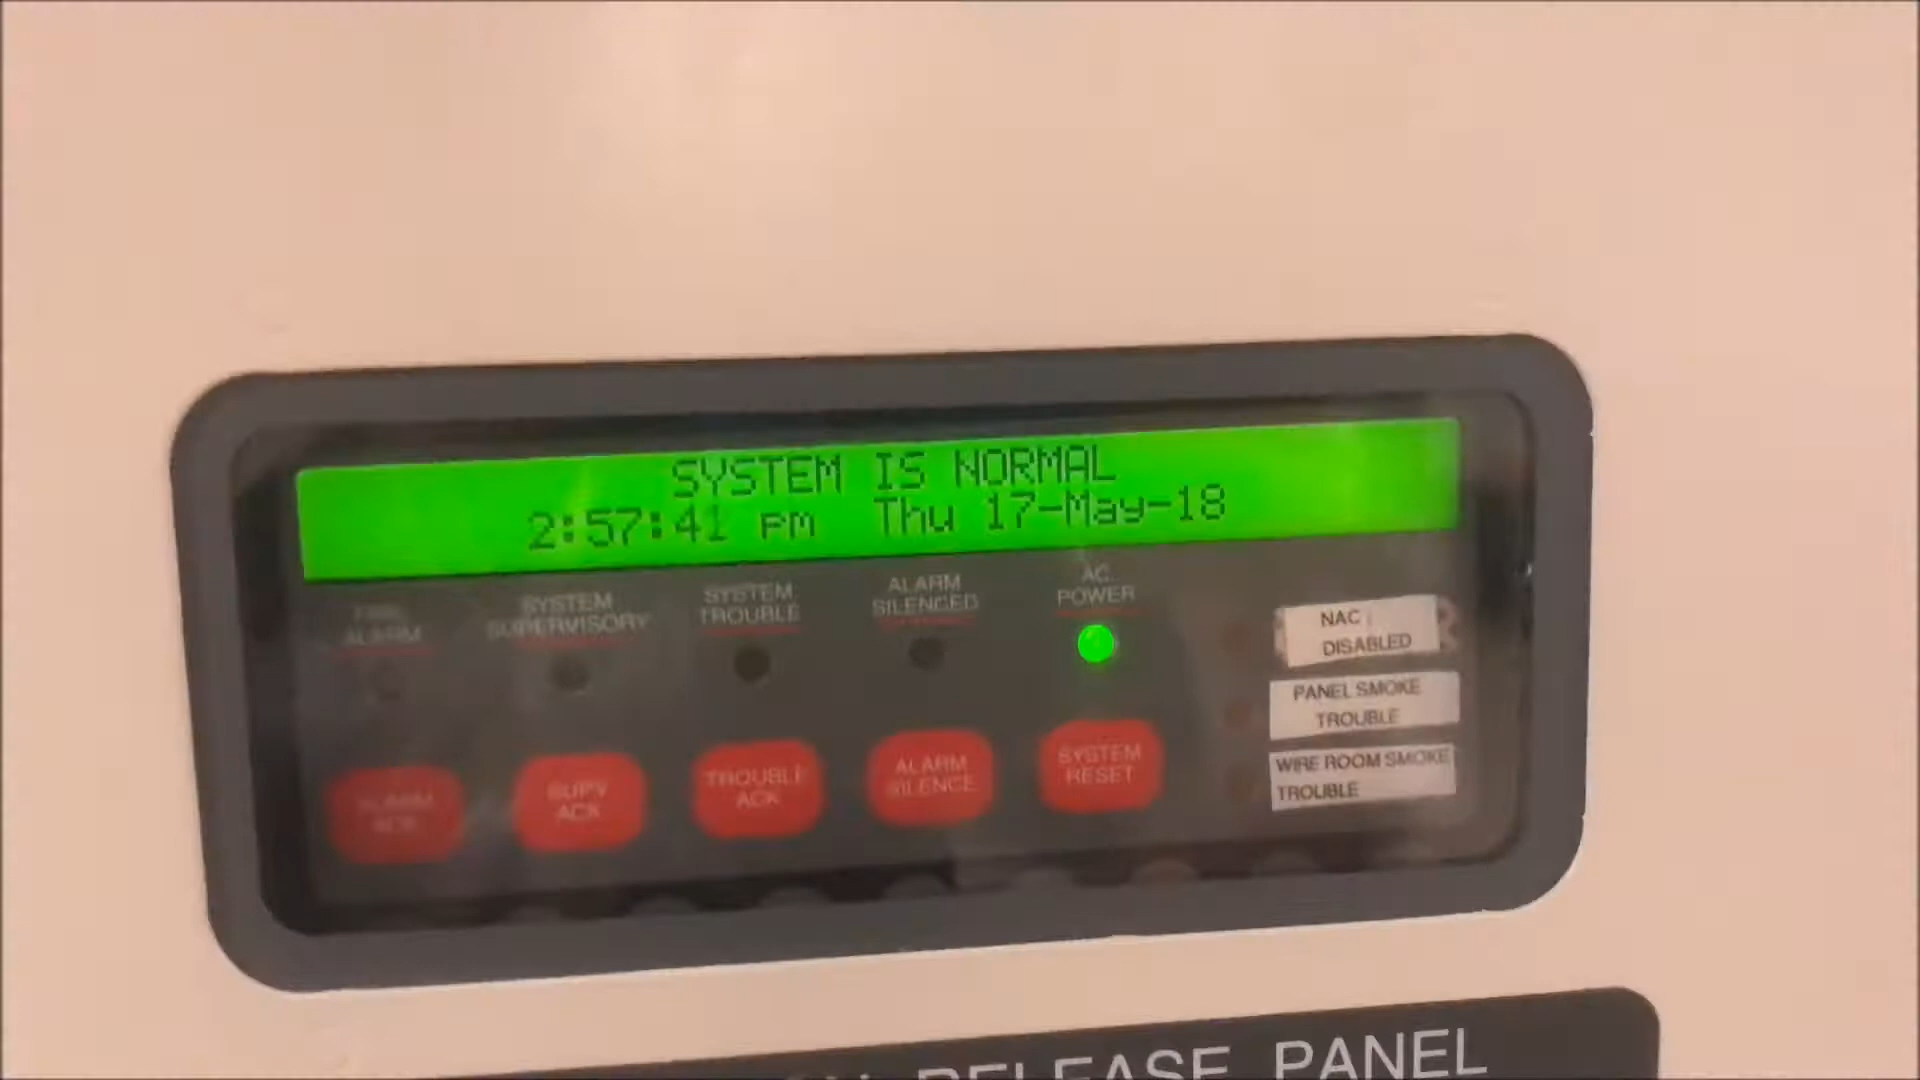 SYSTEM IS NORMAL
2:57:41 pm Thu 17-May-18
ALARM
SYSTEM
SUPERVISORY
SYSTEM
TROUBLE
ALARM
SILENCED
AC
POWER
NAC
DISABLED
PANEL SMOKE
TROUBLE
WIRE ROOM SMOKE
TROUBLE
ALARM
ACK
SUPV
ACK
TROUBLE
ACK
ALARM
SILENCE
SYSTEM
RESET
RELEASE PANEL